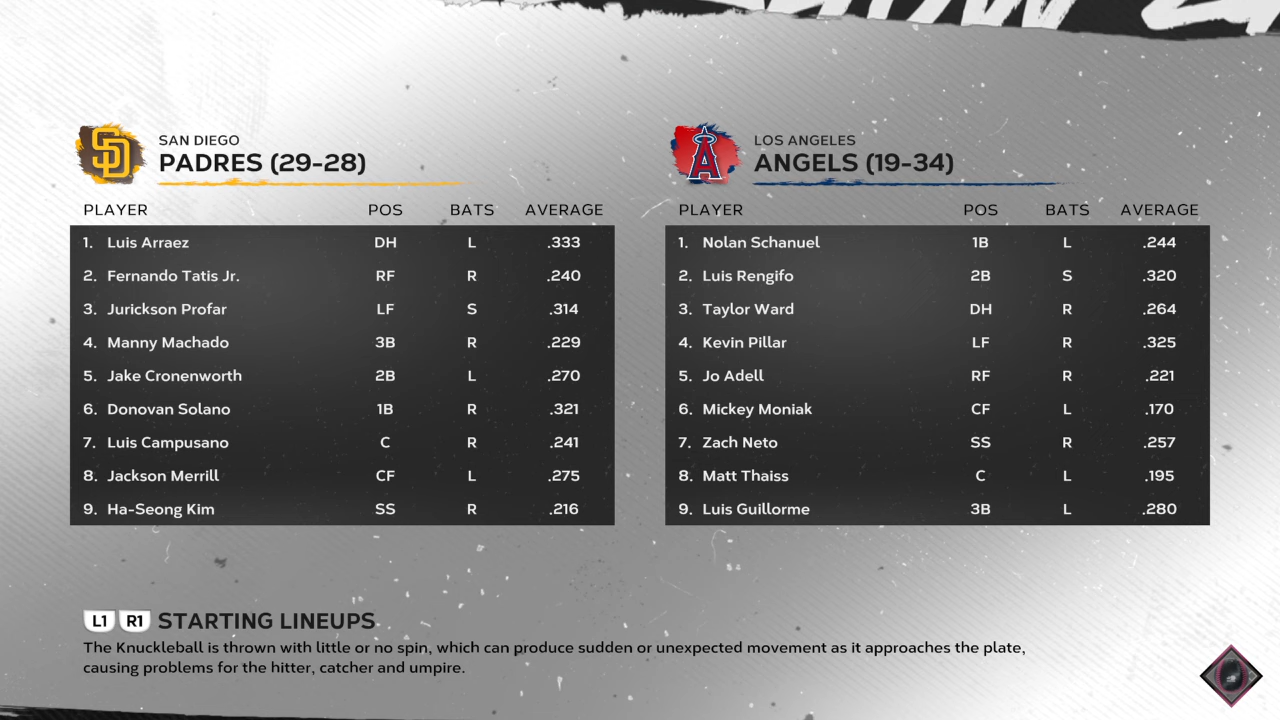 SAN DIEGO
PADRES (29-28)
PLAYER POS BATS AVERAGE
1. Luis Arraez DH L .333
2. Fernando Tatis Jr. RF R .240
3. Jurickson Profar LF S .314
4. Manny Machado 3B R .229
5. Jake Cronenworth 2B L .270
6. Donovan Solano 1B R .321
7. Luis Campusano C R .241
8. Jackson Merrill CF L .275
9. Ha-Seong Kim SS R .216
LOS ANGELES
ANGELS (19-34)
PLAYER POS BATS AVERAGE
1. Nolan Schanuel 1B L .244
2. Luis Rengifo 2B S .320
3. Taylor Ward DH R .264
4. Kevin Pillar LF R .325
5. Jo Adell RF R .221
6. Mickey Moniak CF L .170
7. Zach Neto SS R .257
8. Matt Thaiss C L .195
9. Luis Guillorme 3B L .280
L1 R1 STARTING LINEUPS
The Knuckleball is thrown with little or no spin, which can produce sudden or unexpected movement as it approaches the plate,
causing problems for the hitter, catcher and umpire.